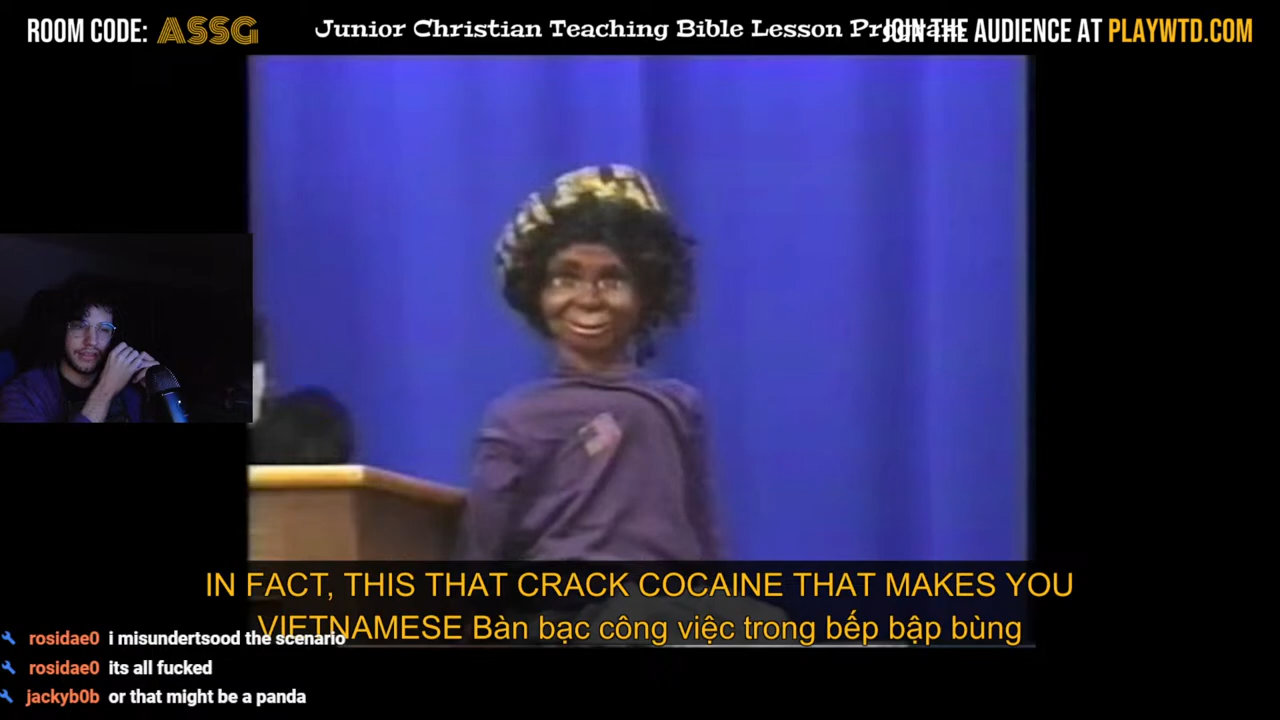 ROOM CODE: ASSG
Junior Christian Teaching Bible Lesson Program
JOIN THE AUDIENCE AT PLAYWTD.COM
IN FACT, THIS THAT CRACK COCAINE THAT MAKES YOU
VIETNAMESE Bàn bạc công việc trong bếp bập bùng
rosidae0 i misundertsood the scenario
rosidae0 its all fucked
jackyb0b or that might be a panda